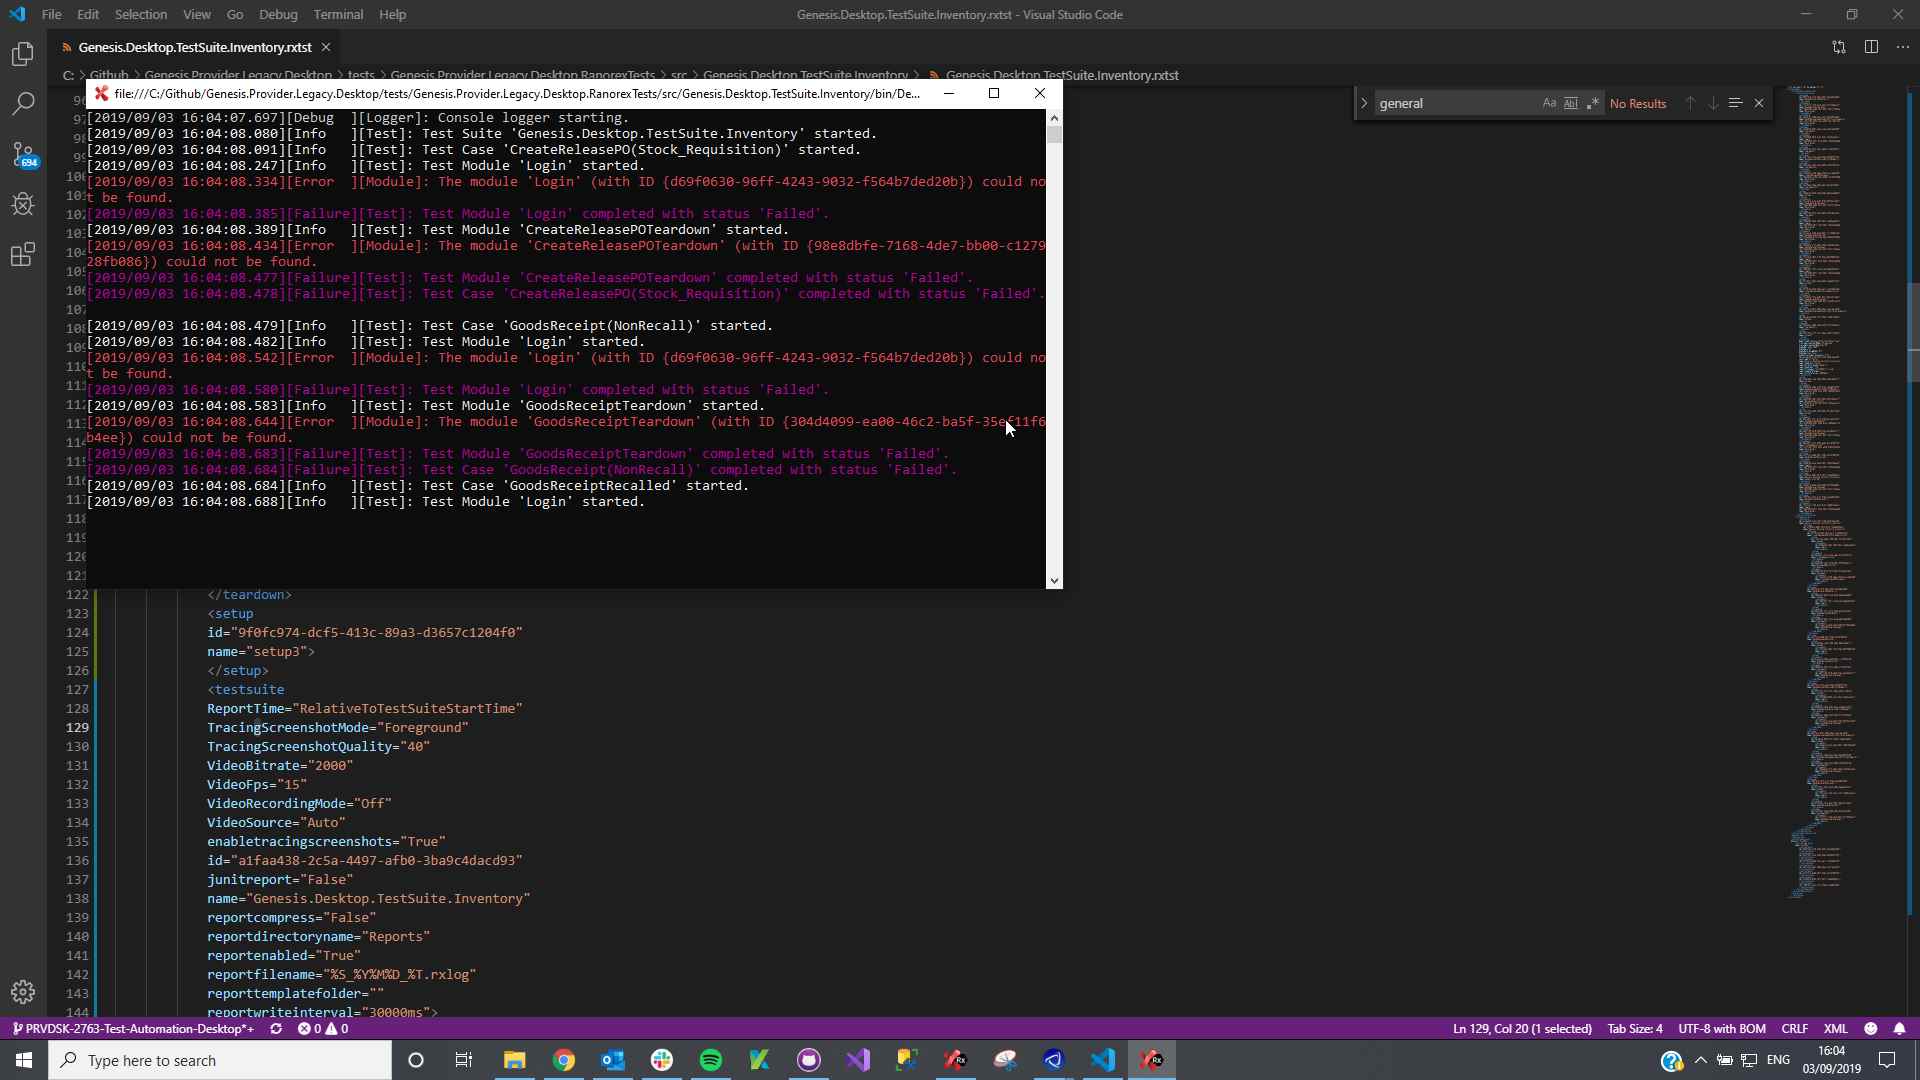 File Edit Selection View Go Debug Terminal Help
Genesis.Desktop.TestSuite.Inventory.rxtst - Visual Studio Code
Genesis.Desktop.TestSuite.Inventory.rxtst
C: > Github > Genesis.Provider.Legacy.Desktop > tests > Genesis.Provider.Legacy.Desktop.RanorexTests > src > Genesis.Desktop.TestSuite.Inventory > Genesis.Desktop.TestSuite.Inventory.rxtst
file:///C:/Github/Genesis.Provider.Legacy.Desktop/tests/Genesis.Provider.Legacy.Desktop.RanorexTests/src/Genesis.Desktop.TestSuite.Inventory/bin/De...
general
Aa Abl .* No Results
[2019/09/03 16:04:07.697][Debug  ][Logger]: Console logger starting.
[2019/09/03 16:04:08.080][Info   ][Test]: Test Suite 'Genesis.Desktop.TestSuite.Inventory' started.
[2019/09/03 16:04:08.091][Info   ][Test]: Test Case 'CreateReleasePO(Stock_Requisition)' started.
[2019/09/03 16:04:08.247][Info   ][Test]: Test Module 'Login' started.
[2019/09/03 16:04:08.334][Error  ][Module]: The module 'Login' (with ID {d69f0630-96ff-4243-9032-f564b7ded20b}) could no
t be found.
[2019/09/03 16:04:08.385][Failure][Test]: Test Module 'Login' completed with status 'Failed'.
[2019/09/03 16:04:08.389][Info   ][Test]: Test Module 'CreateReleasePOTeardown' started.
[2019/09/03 16:04:08.434][Error  ][Module]: The module 'CreateReleasePOTeardown' (with ID {98e8dbfe-7168-4de7-bb00-c1279
28fb086}) could not be found.
[2019/09/03 16:04:08.477][Failure][Test]: Test Module 'CreateReleasePOTeardown' completed with status 'Failed'.
[2019/09/03 16:04:08.478][Failure][Test]: Test Case 'CreateReleasePO(Stock_Requisition)' completed with status 'Failed'.
[2019/09/03 16:04:08.479][Info   ][Test]: Test Case 'GoodsReceipt(NonRecall)' started.
[2019/09/03 16:04:08.482][Info   ][Test]: Test Module 'Login' started.
[2019/09/03 16:04:08.542][Error  ][Module]: The module 'Login' (with ID {d69f0630-96ff-4243-9032-f564b7ded20b}) could no
t be found.
[2019/09/03 16:04:08.580][Failure][Test]: Test Module 'Login' completed with status 'Failed'.
[2019/09/03 16:04:08.583][Info   ][Test]: Test Module 'GoodsReceiptTeardown' started.
[2019/09/03 16:04:08.644][Error  ][Module]: The module 'GoodsReceiptTeardown' (with ID {304d4099-ea00-46c2-ba5f-35ef11f6
b4ee}) could not be found.
[2019/09/03 16:04:08.683][Failure][Test]: Test Module 'GoodsReceiptTeardown' completed with status 'Failed'.
[2019/09/03 16:04:08.684][Failure][Test]: Test Case 'GoodsReceipt(NonRecall)' completed with status 'Failed'.
[2019/09/03 16:04:08.684][Info   ][Test]: Test Case 'GoodsReceiptRecalled' started.
[2019/09/03 16:04:08.688][Info   ][Test]: Test Module 'Login' started.
118
119
120
121
122 </teardown>
123 <setup
124 id="9f0fc974-dcf5-413c-89a3-d3657c1204f0"
125 name="setup3">
126 </setup>
127 <testsuite
128 ReportTime="RelativeToTestSuiteStartTime"
129 TracingScreenshotMode="Foreground"
130 TracingScreenshotQuality="40"
131 VideoBitrate="2000"
132 VideoFps="15"
133 VideoRecordingMode="Off"
134 VideoSource="Auto"
135 enabletracingscreenshots="True"
136 id="a1faa438-2c5a-4497-afb0-3ba9c4dacd93"
137 junitreport="False"
138 name="Genesis.Desktop.TestSuite.Inventory"
139 reportcompress="False"
140 reportdirectoryname="Reports"
141 reportenabled="True"
142 reportfilename="%S_%Y%M%D_%T.rxlog"
143 reporttemplatefolder=""
144 reportwriteinterval="30000ms">
694
PRVDSK-2763-Test-Automation-Desktop*+ 0 0
Ln 129, Col 20 (1 selected) Tab Size: 4 UTF-8 with BOM CRLF XML
Type here to search
ENG
16:04
03/09/2019